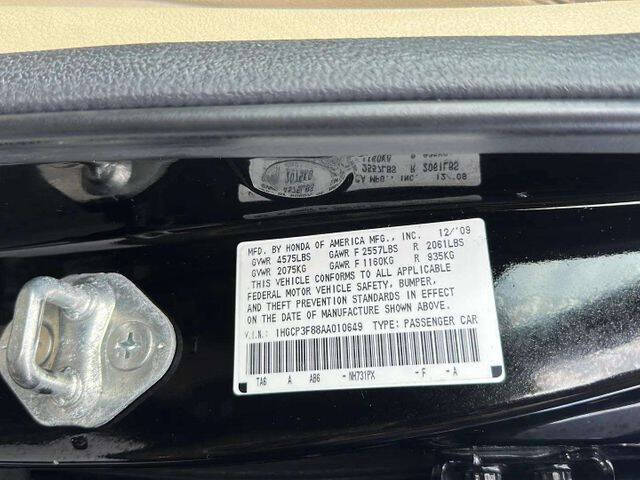 MFD. BY HONDA OF AMERICA MFG., INC. 12/'09
GVWR 4575LBS GAWR F 2557LBS R 2061LBS
GVWR 2075KG GAWR F 1160KG R 935KG
THIS VEHICLE CONFORMS TO ALL APPLICABLE
FEDERAL MOTOR VEHICLE SAFETY, BUMPER,
AND THEFT PREVENTION STANDARDS IN EFFECT
ON THE DATE OF MANUFACTURE SHOWN ABOVE.
V.I.N.: 1HGCP3F88AA010649 TYPE: PASSENGER CAR
TA6 A AB6 - NH731PX - F - A